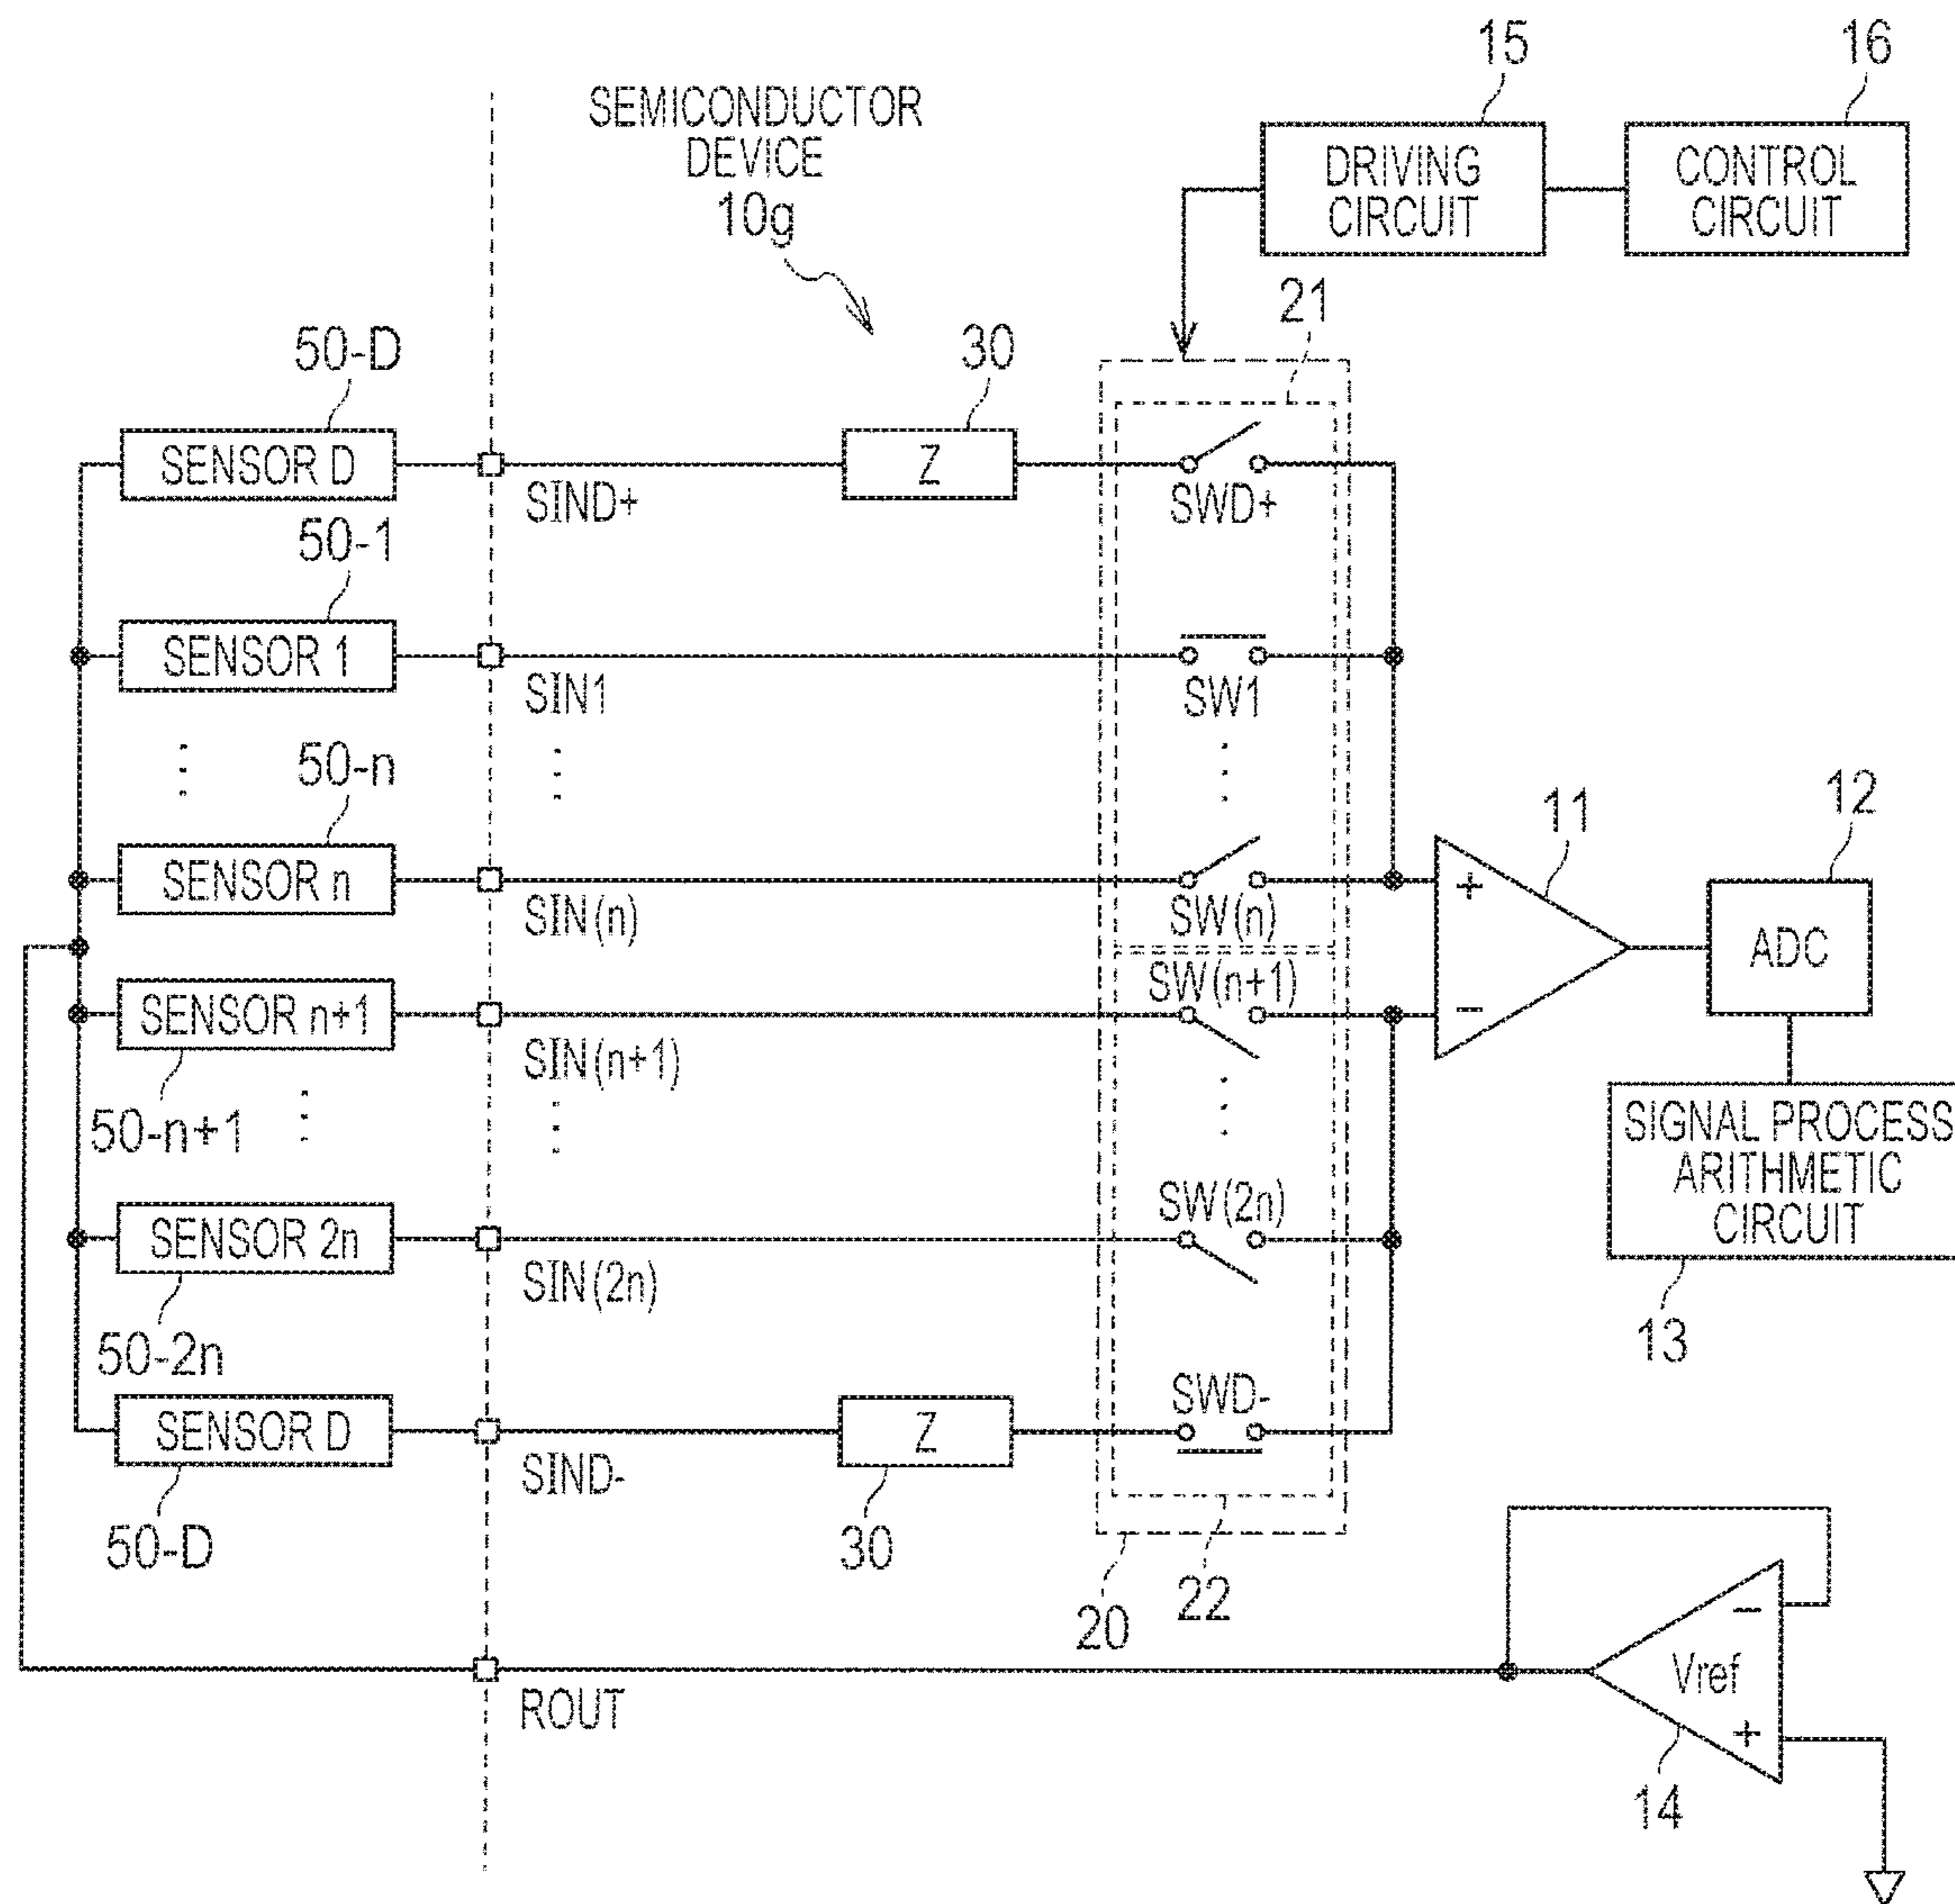 15
16
SEMICONDUCTOR
DEVICE
10g
DRIVING
CIRCUIT
CONTROL
CIRCUIT
21
50-D
30
SENSOR D
Z
SIND+
SWD+
50-1
SENSOR 1
SIN1
SW1
50-n
11
12
SENSOR n
SIN(n)
SW(n)
+
ADC
SW(n+1)
SENSOR n+1
−
SIN(n+1)
50-n+1
SIGNAL PROCESS
ARITHMETIC
CIRCUIT
SW(2n)
SENSOR 2n
SIN(2n)
13
50-2n
SWD-
SENSOR D
Z
SIND-
50-D
30
22
20
−
Vref
+
ROUT
14